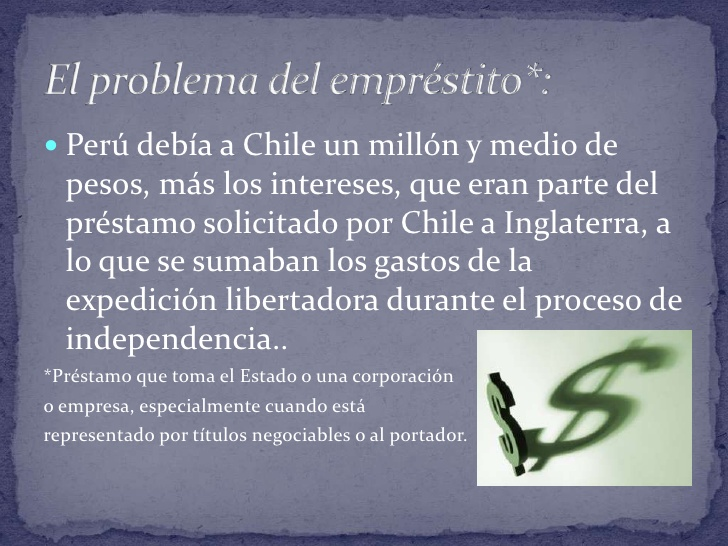 El problema del empréstito*:
• Perú debía a Chile un millón y medio de
pesos, más los intereses, que eran parte del
préstamo solicitado por Chile a Inglaterra, a
lo que se sumaban los gastos de la
expedición libertadora durante el proceso de
independencia..
*Préstamo que toma el Estado o una corporación
o empresa, especialmente cuando está
representado por títulos negociables o al portador.